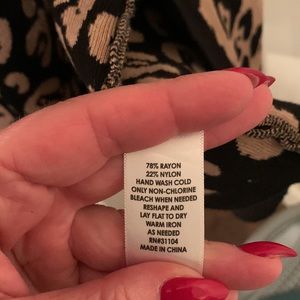 78% RAYON
22% NYLON
HAND WASH COLD
ONLY NON-CHLORINE
BLEACH WHEN NEEDED
RESHAPE AND
LAY FLAT TO DRY
WARM IRON
AS NEEDED
RN#31104
MADE IN CHINA